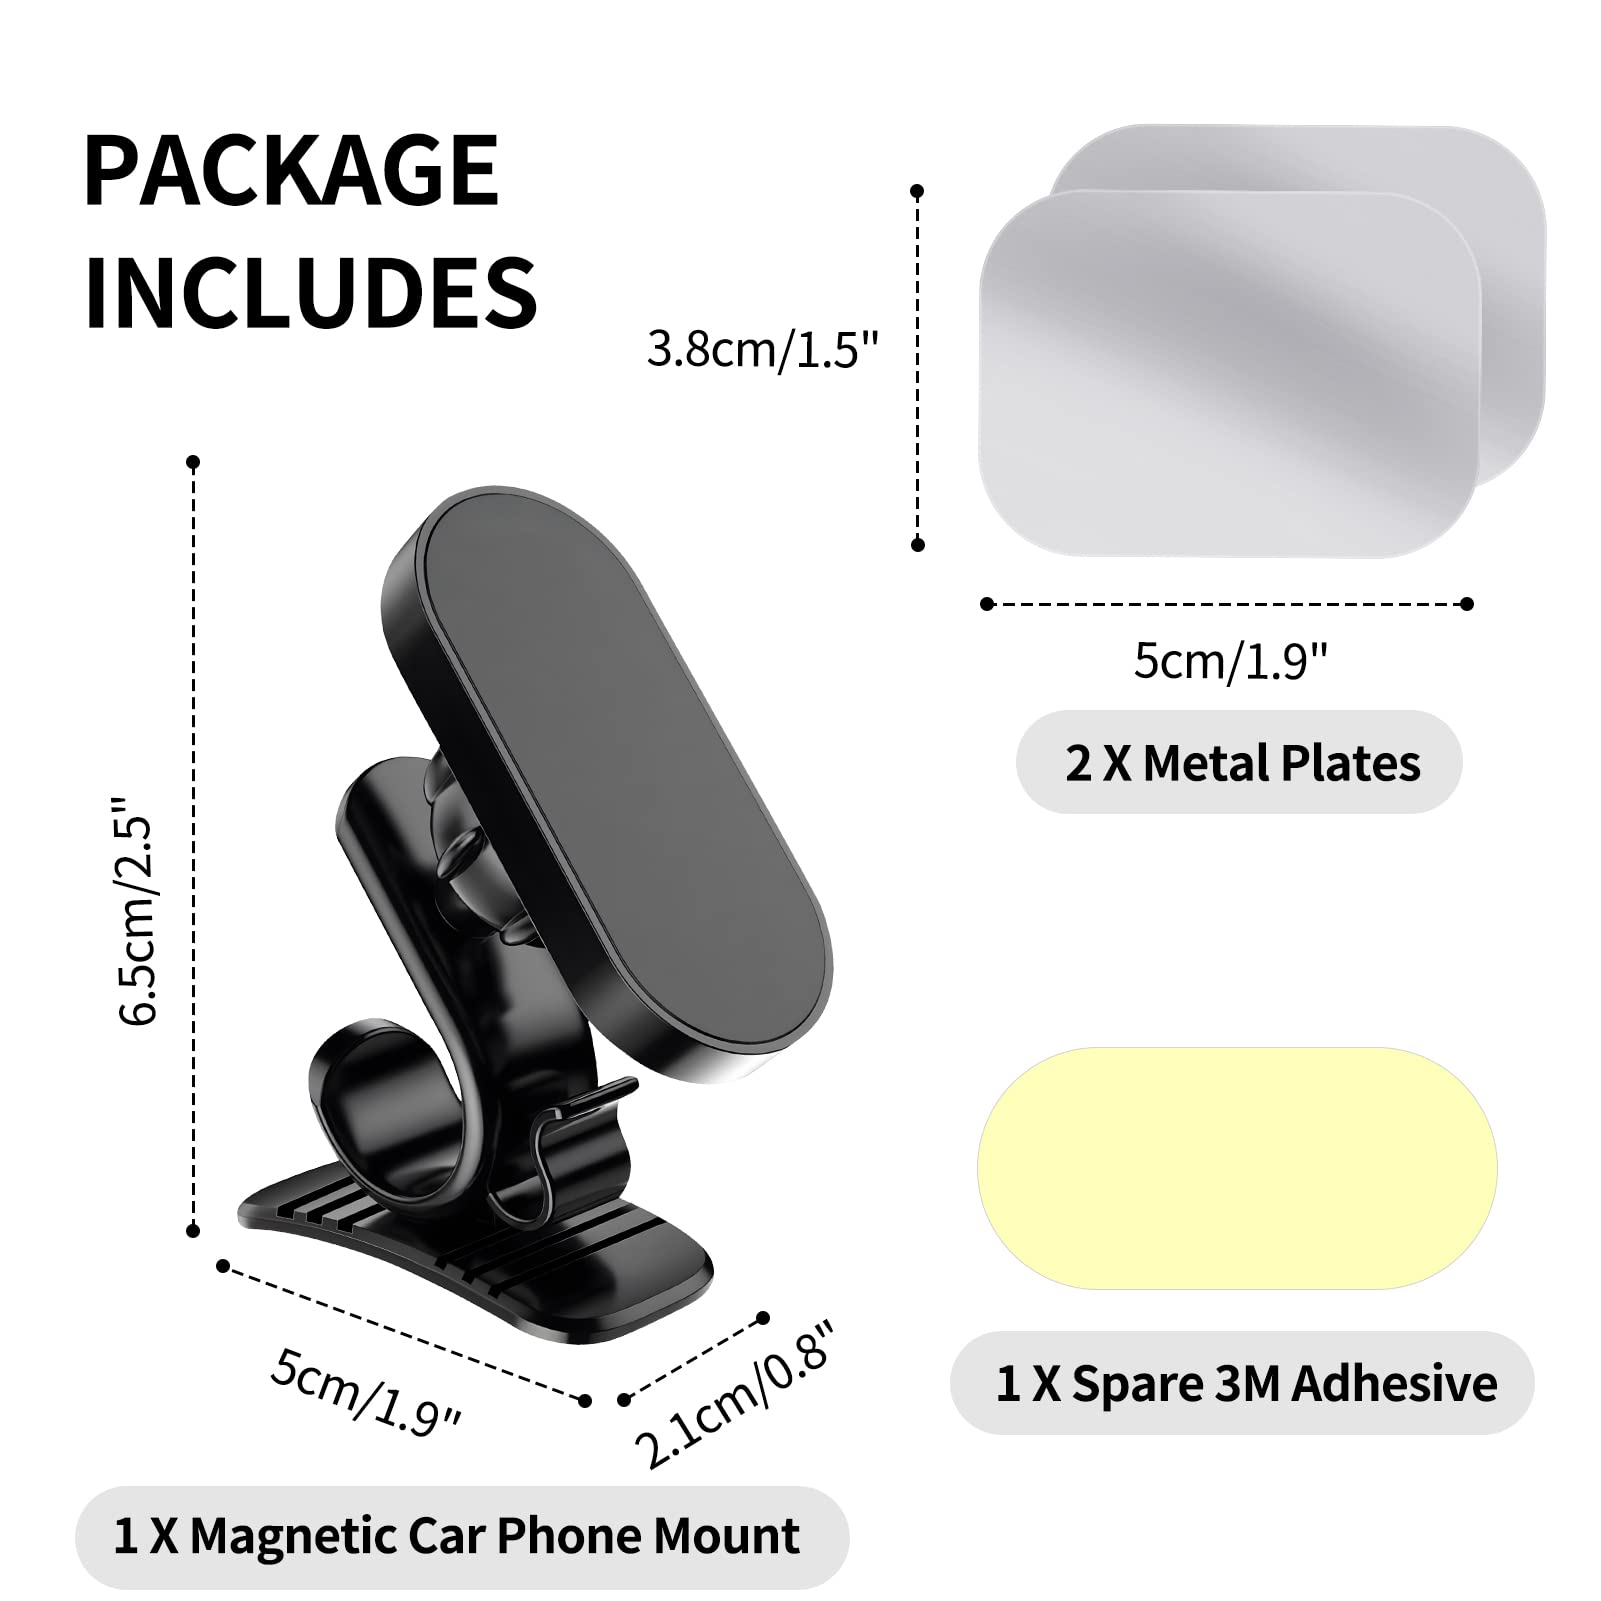 PACKAGE
INCLUDES
3.8cm/1.5"
5cm/1.9"
2 X Metal Plates
6.5cm/2.5"
5cm/1.9"
2.1cm/0.8"
1 X Spare 3M Adhesive
1 X Magnetic Car Phone Mount